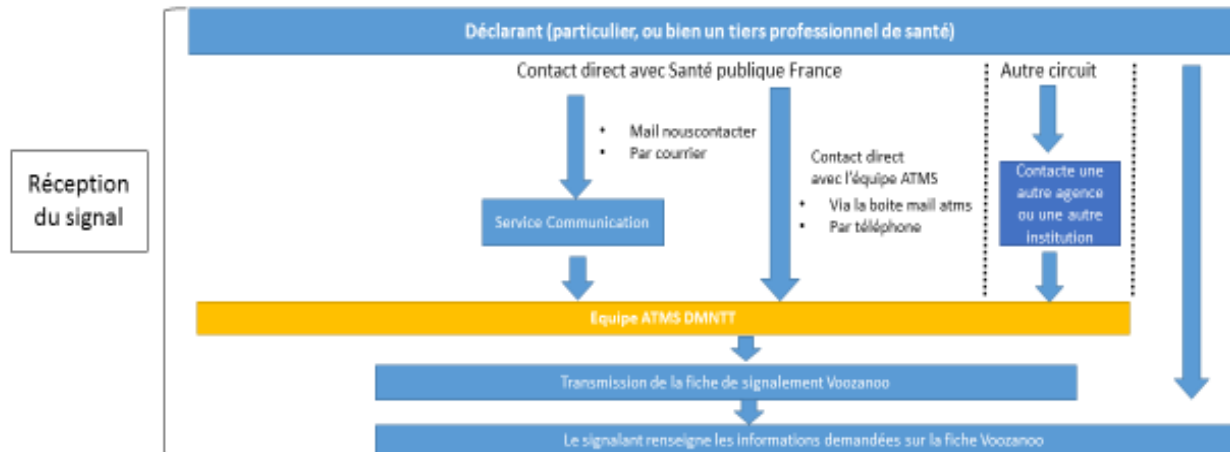 Déclarant (particulier, ou bien un tiers professionnel de santé)
Contact direct avec Santé publique France
Autre circuit
• Mail nouscontacter
• Par courrier
Réception
du signal
Contact direct
avec l'équipe ATMS
• Via la boite mail atms
• Par téléphone
Contacte une
autre agence
ou une autre
institution
Service Communication
Equipe ATMS DMNTT
Transmission de la fiche de signalement Voozanoo
Le signalant renseigne les informations demandées sur la fiche Voozanoo